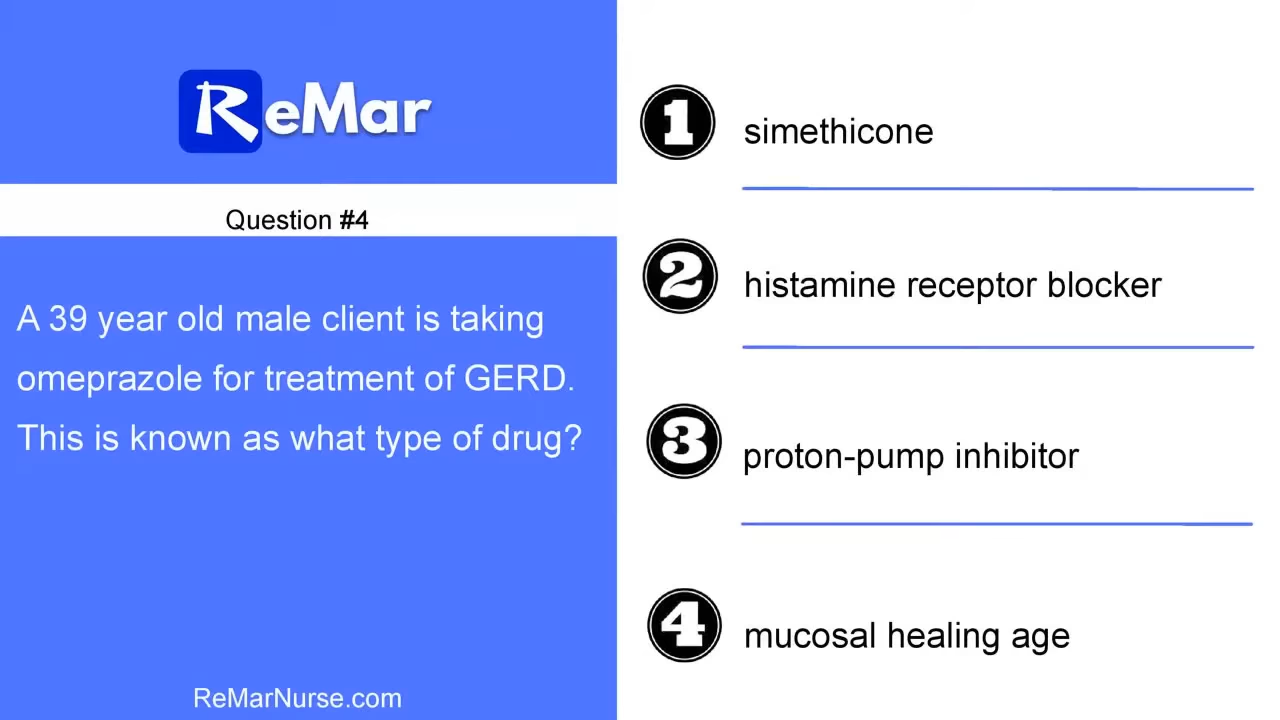 ReMar
Question #4
A 39 year old male client is taking
omeprazole for treatment of GERD.
This is known as what type of drug?
ReMarNurse.com
1 simethicone
2 histamine receptor blocker
3 proton-pump inhibitor
4 mucosal healing age